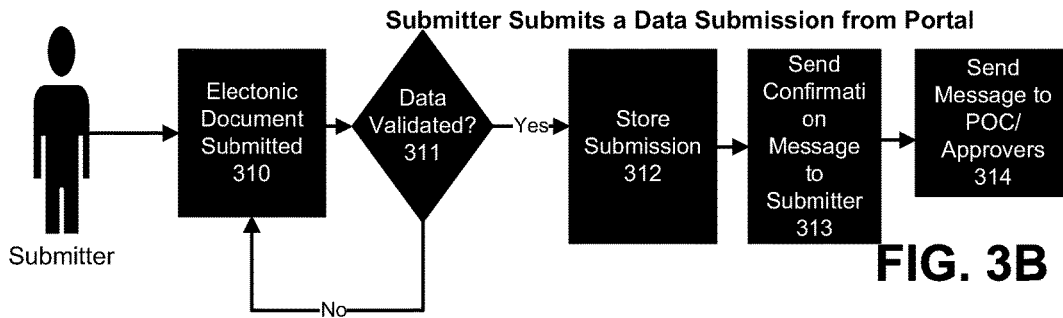 Submitter Submits a Data Submission from Portal
Submitter
Electonic
Document
Submitted
310
Data
Validated?
311
Yes
No
Store
Submission
312
Send
Confirmati
on
Message
to
Submitter
313
Send
Message to
POC/
Approvers
314
FIG. 3B